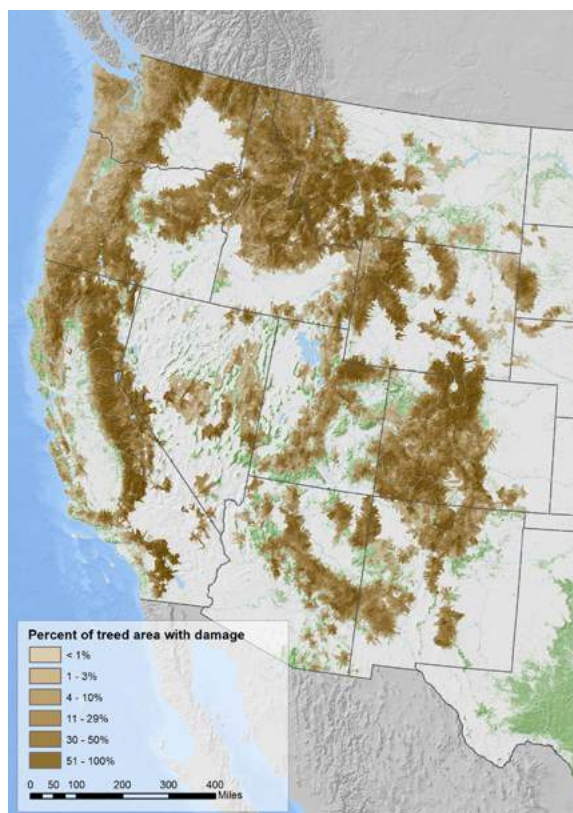 Percent of treed area with damage
< 1%
1 - 3%
4 - 10%
11 - 29%
30 - 50%
51 - 100%
0 50 100 200 300 400
Miles